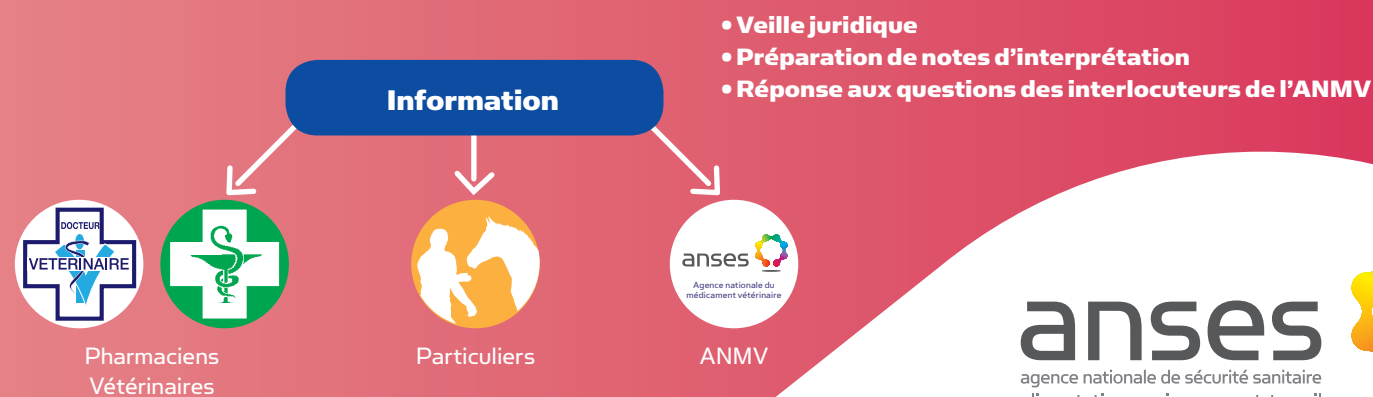 • Veille juridique
• Préparation de notes d’interprétation
• Réponse aux questions des interlocuteurs de l’ANMV
Information
DOCTEUR
VETERINAIRE
anses
Agence nationale du
médicament vétérinaire
Pharmaciens
Vétérinaires
Particuliers
ANMV
anses
agence nationale de sécurité sanitaire